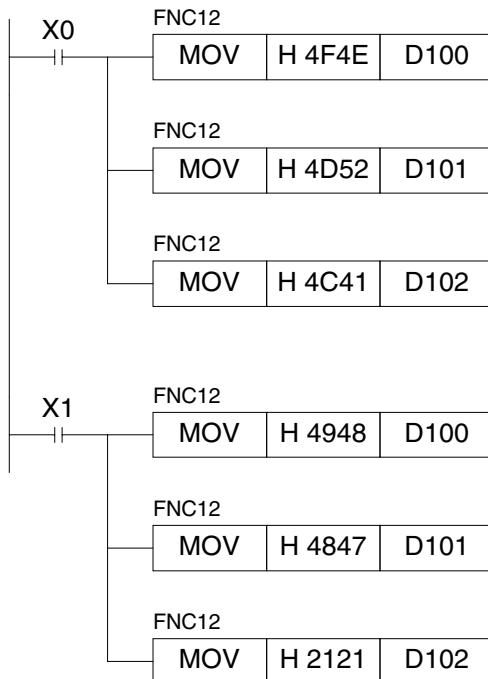 FNC12
X0
MOV H 4F4E D100
FNC12
MOV H 4D52 D101
FNC12
MOV H 4C41 D102
FNC12
X1
MOV H 4948 D100
FNC12
MOV H 4847 D101
FNC12
MOV H 2121 D102